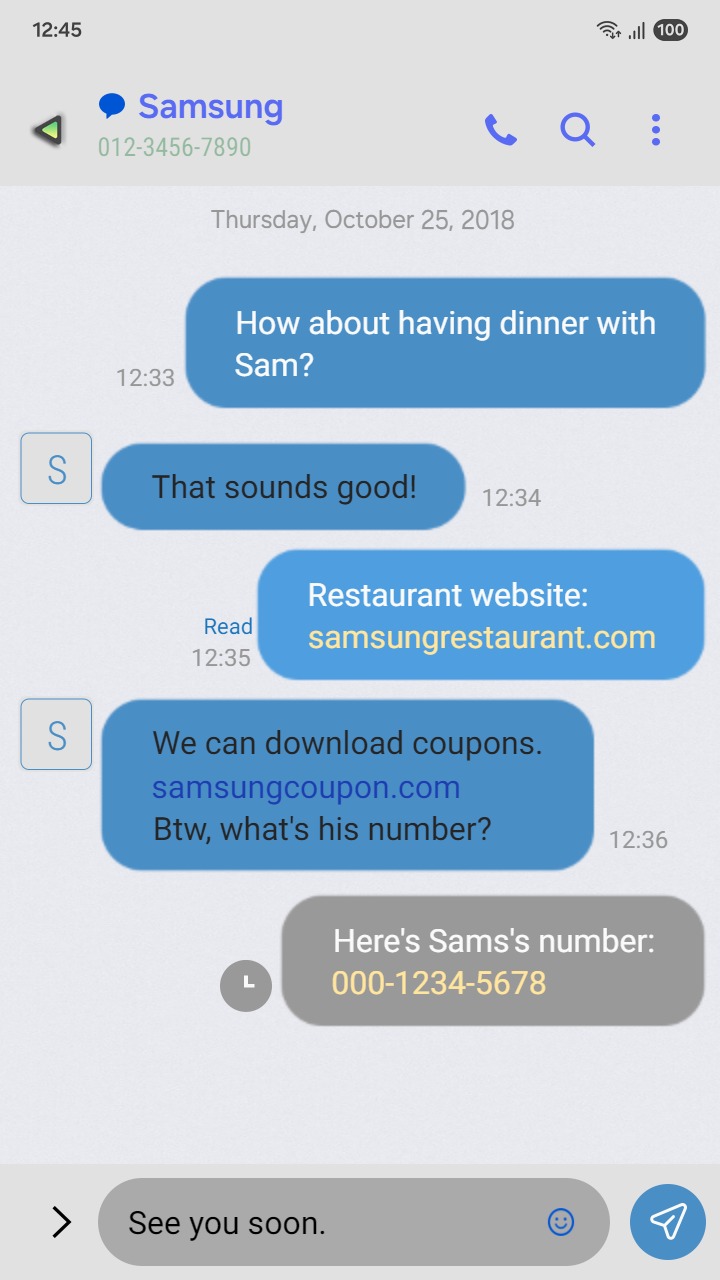 12:45
100
Samsung
012-3456-7890
Thursday, October 25, 2018
How about having dinner with
Sam?
12:33
S
That sounds good!
12:34
Restaurant website:
samsungrestaurant.com
Read
12:35
S
We can download coupons.
samsungcoupon.com
Btw, what's his number?
12:36
Here's Sams's number:
000-1234-5678
See you soon.